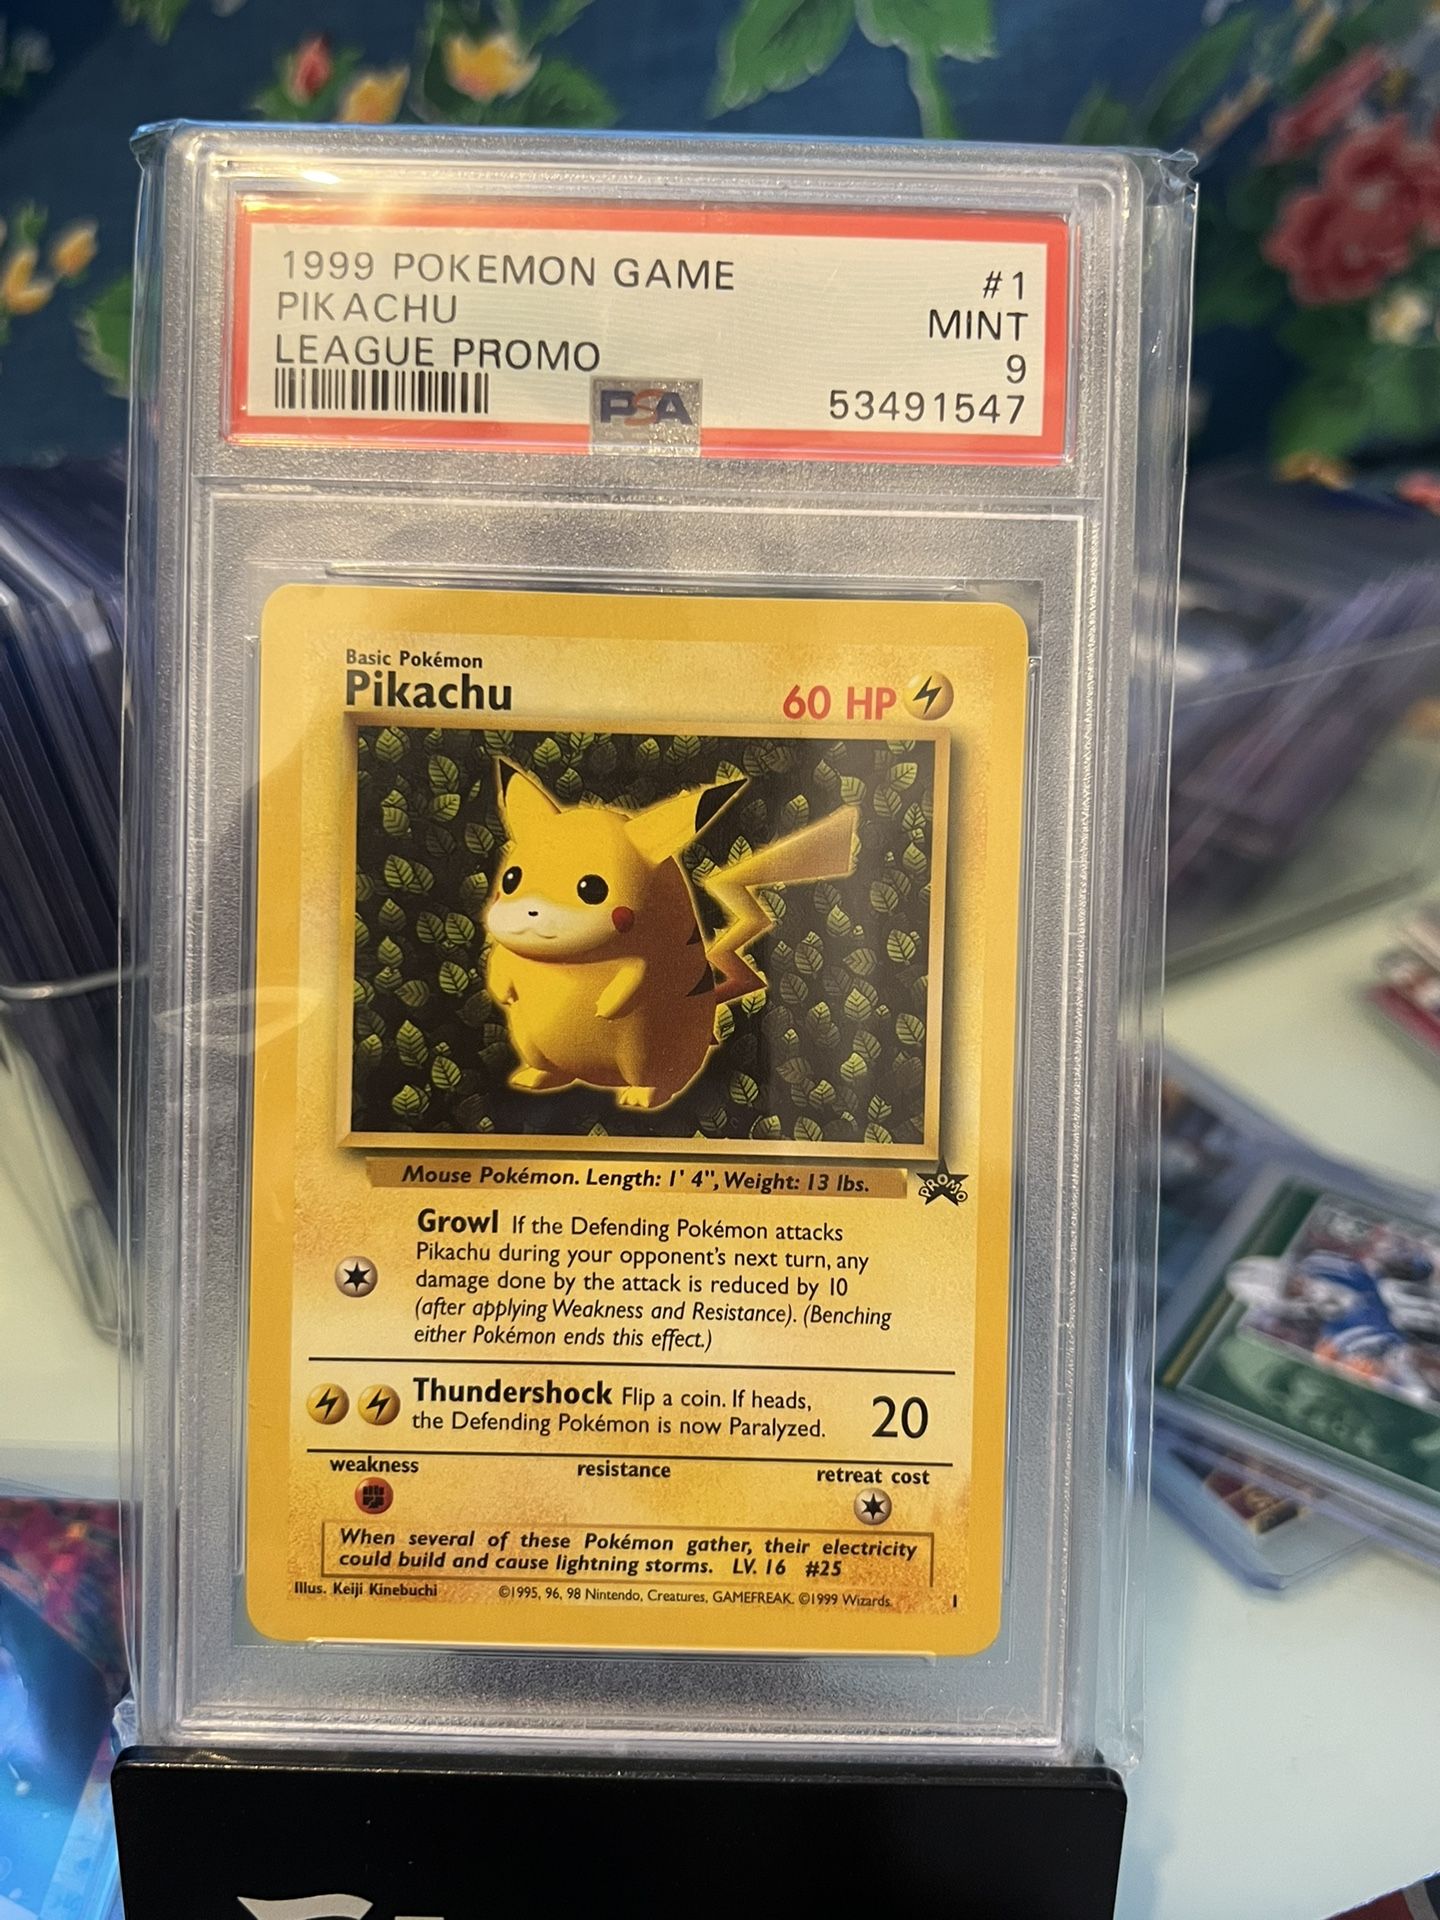 1999 POKEMON GAME
#1
PIKACHU
MINT
LEAGUE PROMO
9
PSA
53491547
Basic Pokémon
Pikachu
60 HP
Mouse Pokémon. Length: 1' 4", Weight: 13 lbs.
PROMO
Growl If the Defending Pokémon attacks
Pikachu during your opponent's next turn, any
damage done by the attack is reduced by 10
(after applying Weakness and Resistance). (Benching
either Pokémon ends this effect.)
Thundershock Flip a coin. If heads,
the Defending Pokémon is now Paralyzed.
20
weakness
resistance
retreat cost
When several of these Pokémon gather, their electricity
could build and cause lightning storms. LV. 16 #25
Illus. Keiji Kinebuchi
©1995, 96, 98 Nintendo, Creatures, GAMEFREAK. ©1999 Wizards.
1